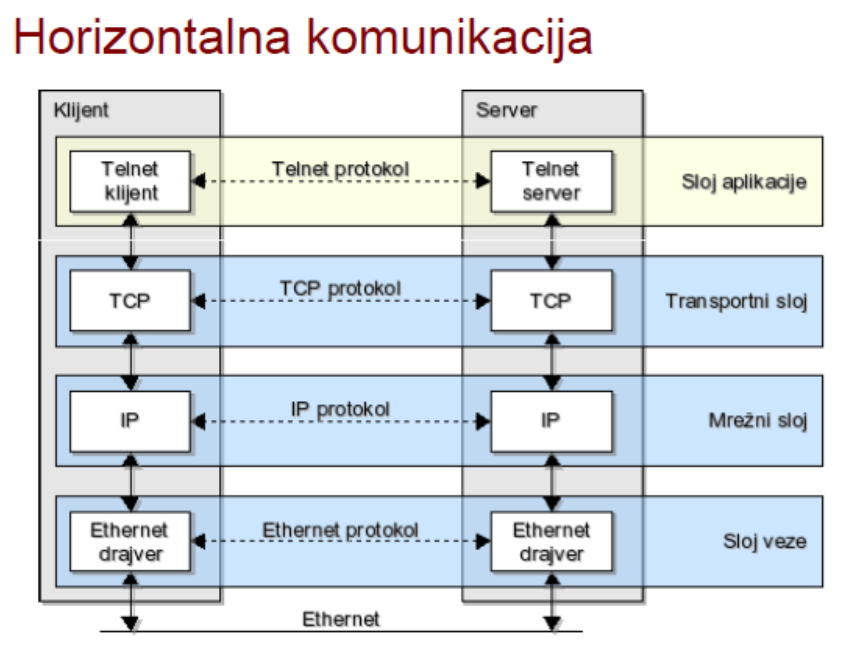 Horizontalna komunikacija
Klijent
Server
Telnet
klijent
Telnet protokol
Telnet
server
Sloj aplikacije
TCP
TCP protokol
TCP
Transportni sloj
IP
IP protokol
IP
Mrežni sloj
Ethernet
drajver
Ethernet protokol
Ethernet
drajver
Sloj veze
Ethernet